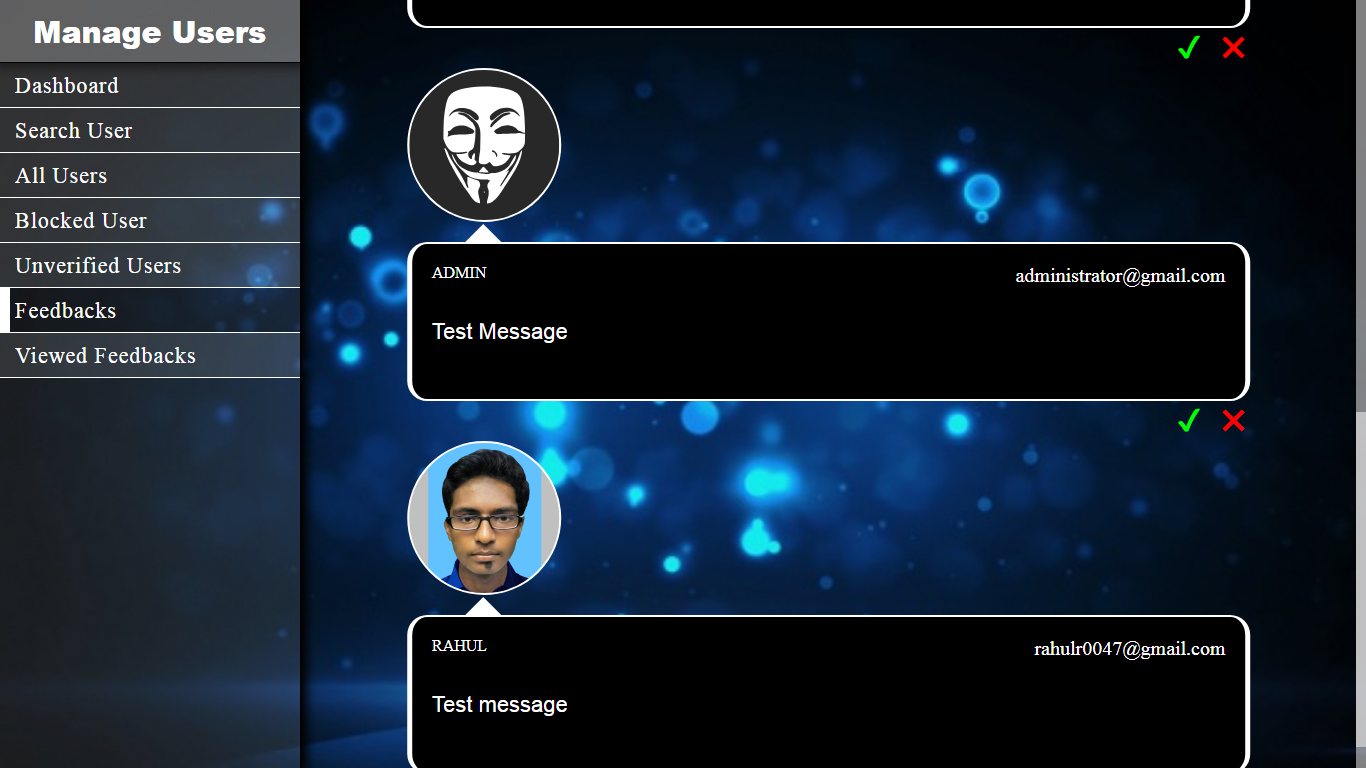 Manage Users
Dashboard
Search User
All Users
Blocked User
Unverified Users
Feedbacks
Viewed Feedbacks
ADMIN
administrator@gmail.com
Test Message
RAHUL
rahulr0047@gmail.com
Test message